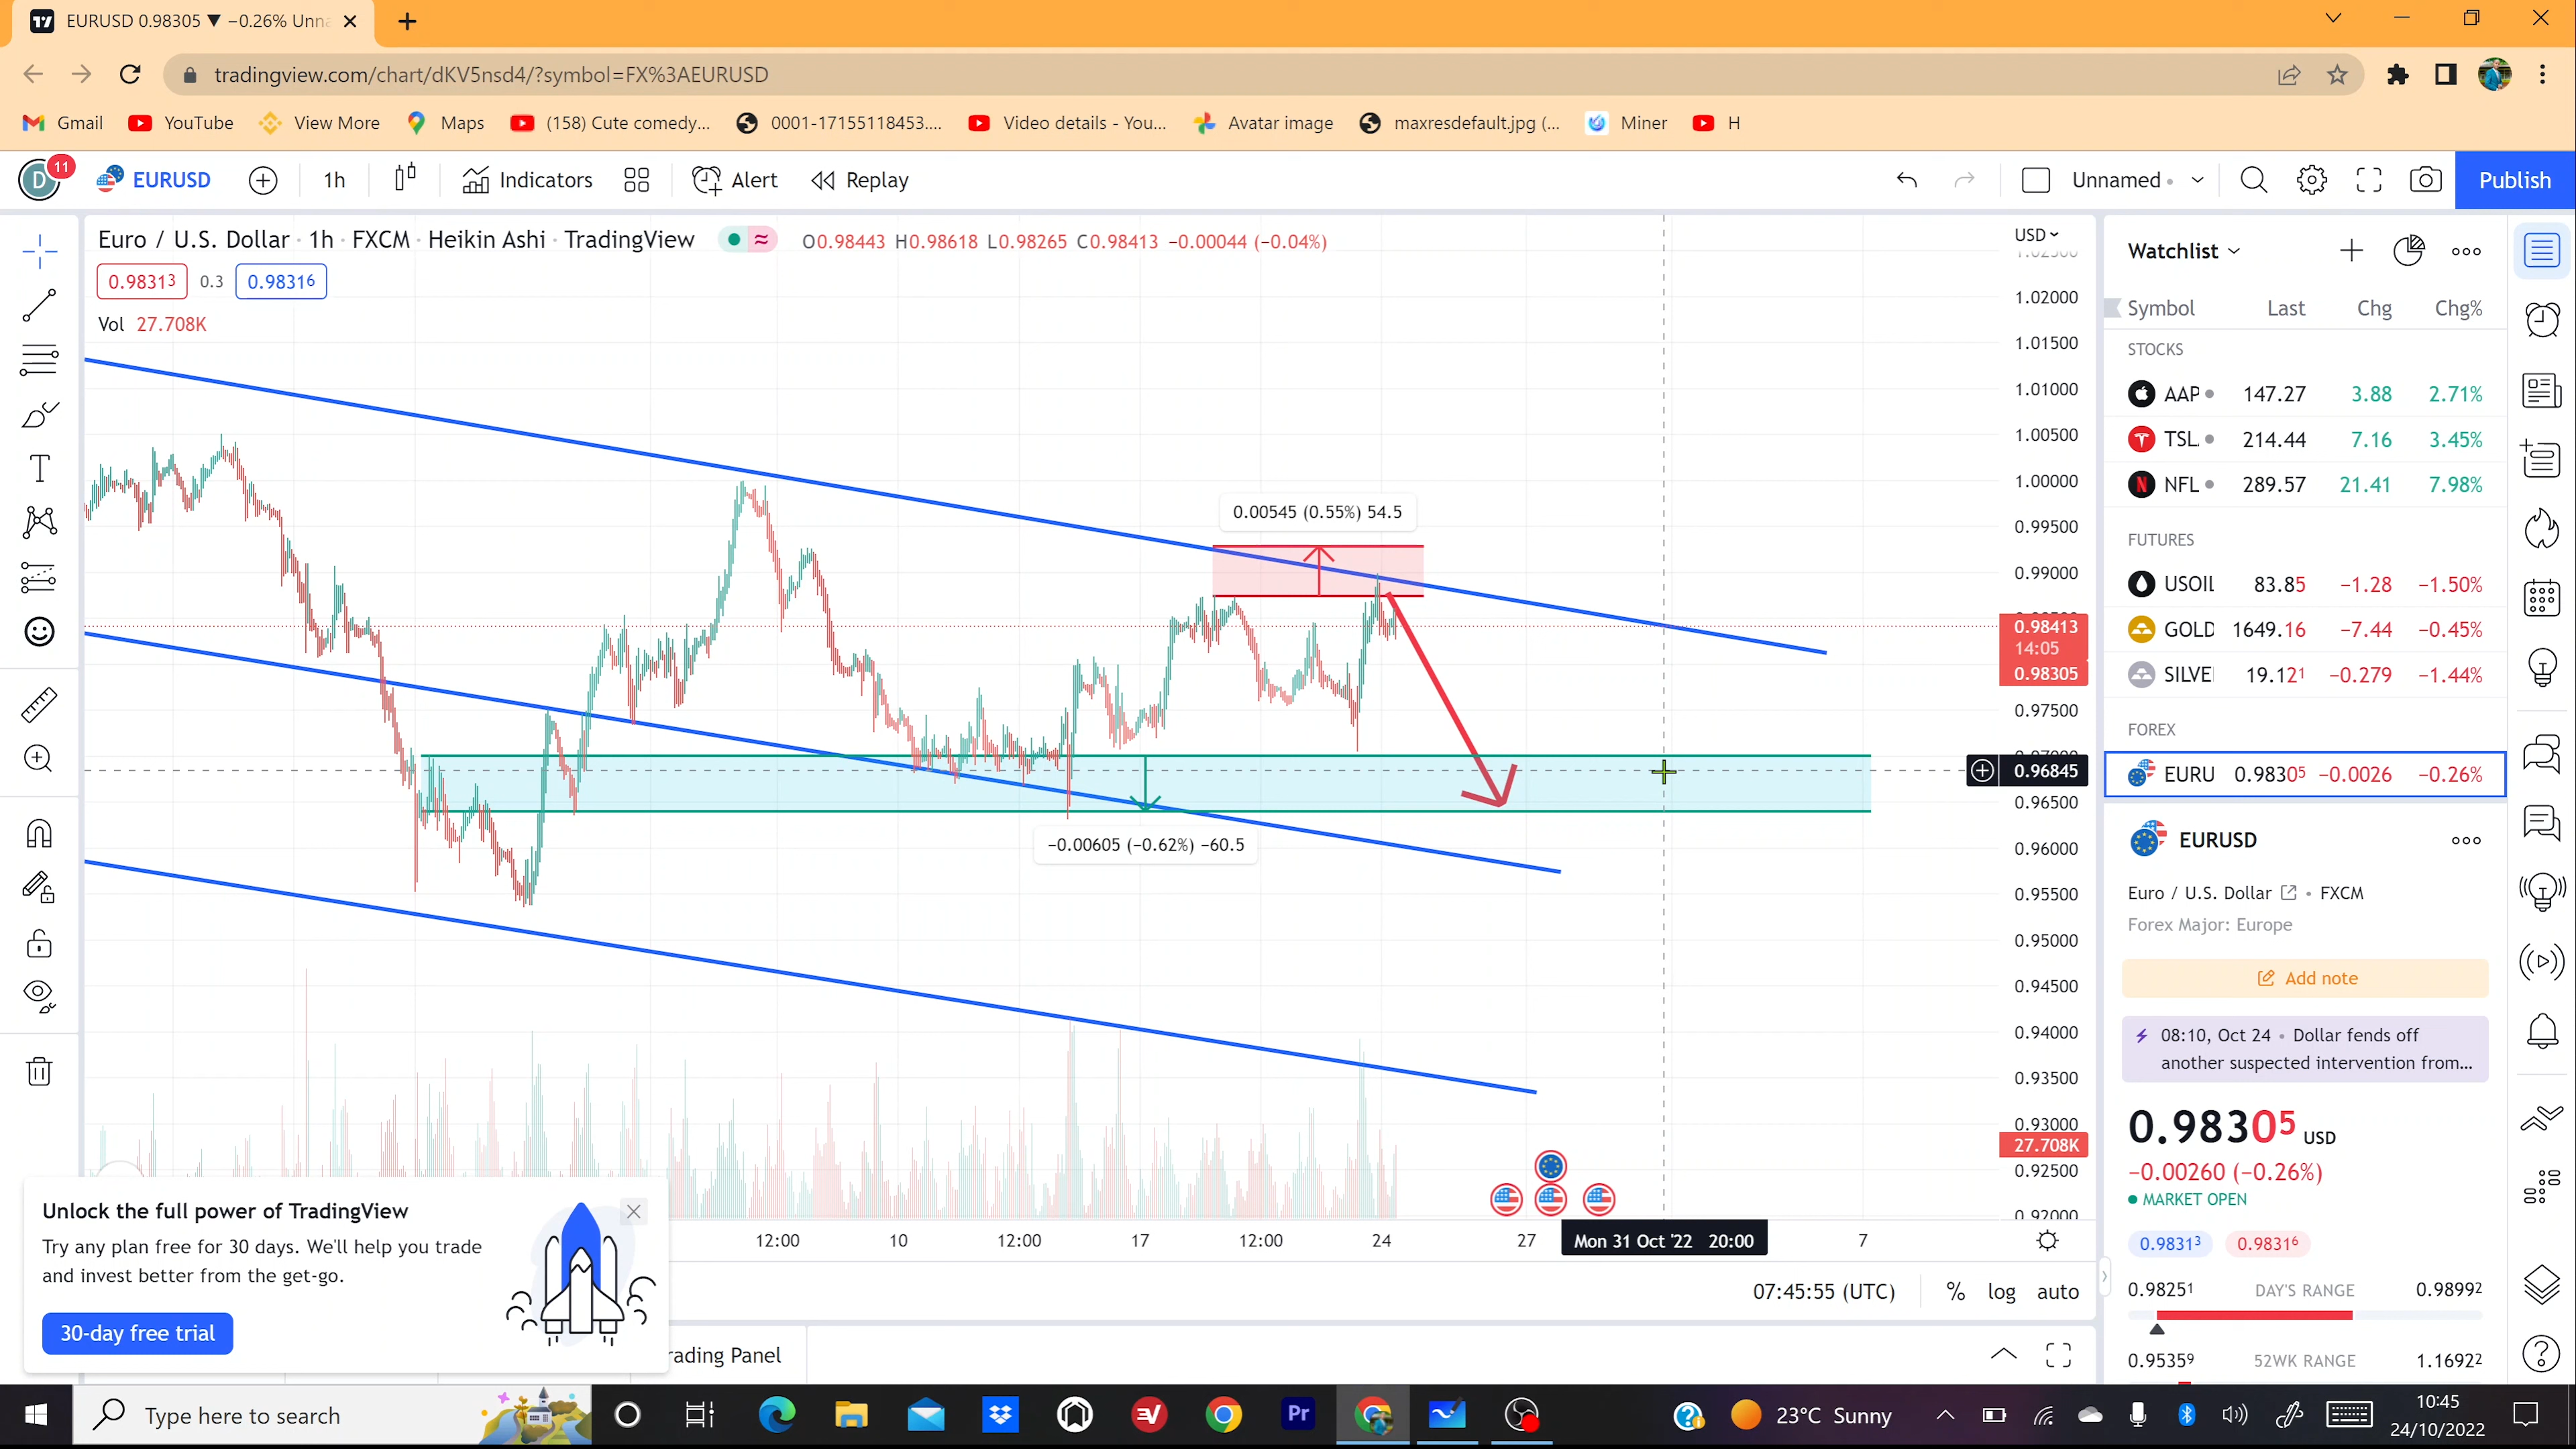 EURUSD 0.98305 ▼ −0.26% Unna
tradingview.com/chart/dKV5nsd4/?symbol=FX%3AEURUSD
Gmail YouTube View More Maps (158) Cute comedy... 0001-17155118453.... Video details - You... Avatar image maxresdefault.jpg (... Miner H
D 11 EURUSD 1h Indicators Alert Replay Unnamed Publish
Euro / U.S. Dollar · 1h · FXCM · Heikin Ashi · TradingView O0.98443 H0.98618 L0.98265 C0.98413 −0.00044 (−0.04%)
0.98313 0.3 0.98316
Vol 27.708K
USD
1.02000
1.01500
1.01000
1.00500
1.00000
0.99500
0.99000
0.98413
14:05
0.98305
0.97500
0.96845
0.96500
0.96000
0.95500
0.95000
0.94500
0.94000
0.93500
0.93000
27.708K
0.92500
0.92000
0.00545 (0.55%) 54.5
−0.00605 (−0.62%) −60.5
12:00 10 12:00 17 12:00 24 27 Mon 31 Oct '22 20:00 7
07:45:55 (UTC) % log auto
Unlock the full power of TradingView
Try any plan free for 30 days. We'll help you trade
and invest better from the get-go.
30-day free trial
rading Panel
Watchlist
Symbol Last Chg Chg%
STOCKS
AAP 147.27 3.88 2.71%
TSL 214.44 7.16 3.45%
NFL 289.57 21.41 7.98%
FUTURES
USOIL 83.85 −1.28 −1.50%
GOLD 1649.16 −7.44 −0.45%
SILVE 19.121 −0.279 −1.44%
FOREX
EURU 0.98305 −0.0026 −0.26%
EURUSD
Euro / U.S. Dollar • FXCM
Forex Major: Europe
Add note
08:10, Oct 24 • Dollar fends off
another suspected intervention from...
0.98305 USD
−0.00260 (−0.26%)
MARKET OPEN
0.98313 0.98316
0.98251 DAY'S RANGE 0.98992
0.95359 52WK RANGE 1.16922
Type here to search
Pr
23°C Sunny
10:45
24/10/2022